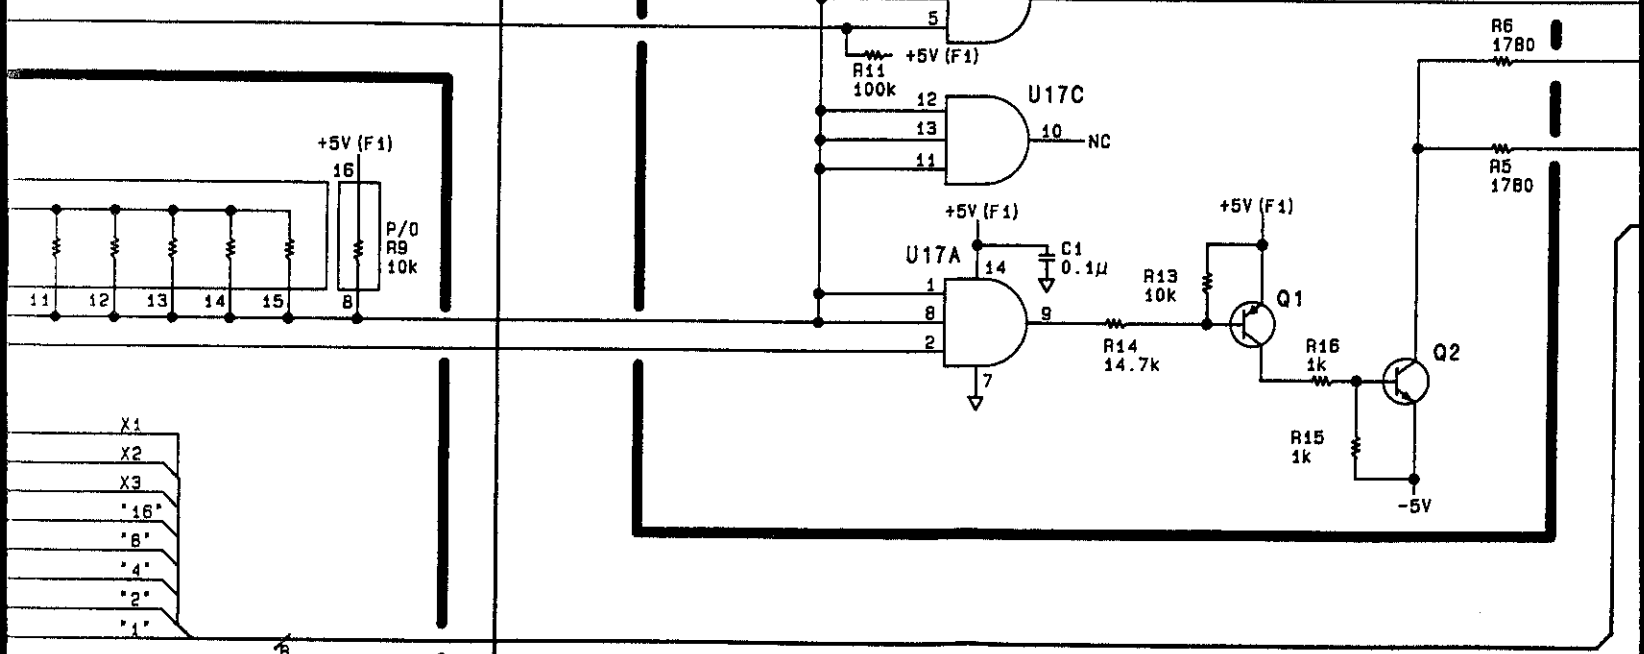 5
+5V(F1)
R11
100k
R6
1780
12
13
11
U17C
10
NC
R5
1780
+5V(F1)
16
P/O
R9
10k
11
12
13
14
15
8
+5V(F1)
U17A
14
C1
0.1μ
1
8
2
9
7
R14
14.7k
+5V(F1)
R13
10k
Q1
R16
1k
Q2
R15
1k
-5V
X1
X2
X3
"16"
"8"
"4"
"2"
"1"
8